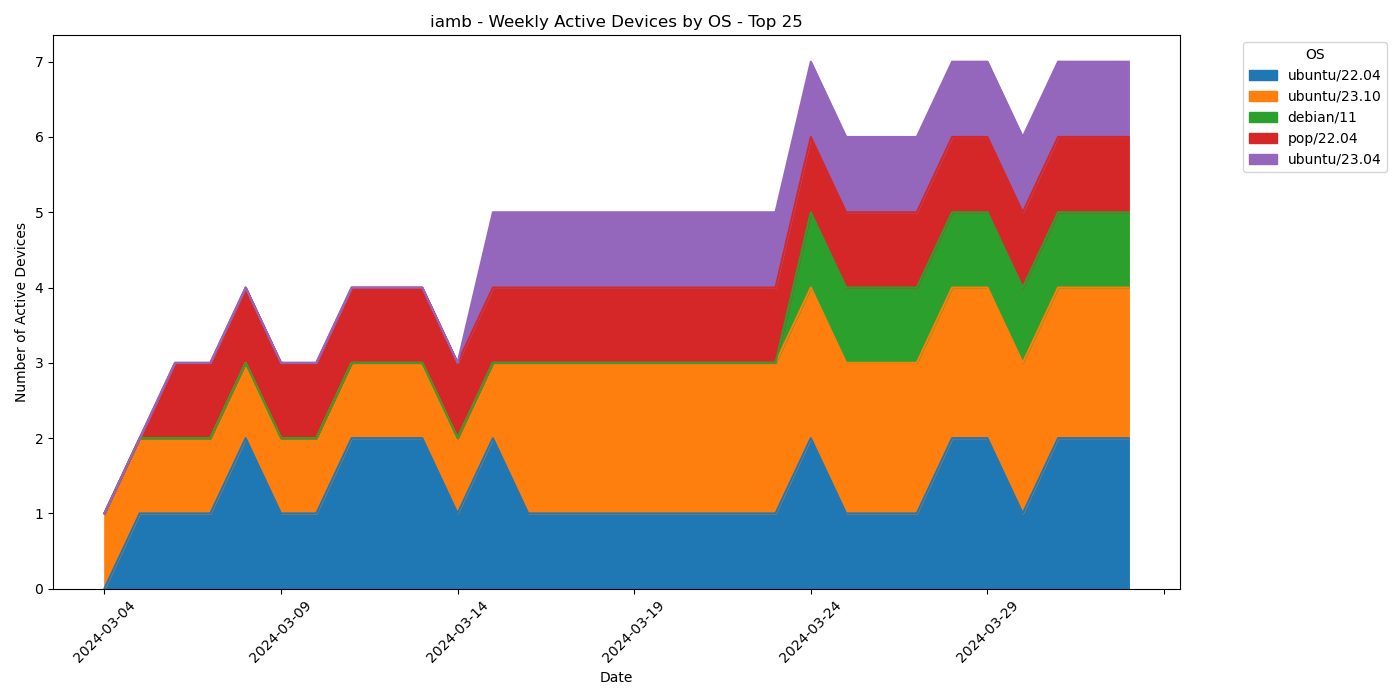 iamb - Weekly Active Devices by OS - Top 25
Number of Active Devices
7
6
5
4
3
2
1
0
2024-03-04
2024-03-09
2024-03-14
2024-03-19
2024-03-24
2024-03-29
Date
OS
ubuntu/22.04
ubuntu/23.10
debian/11
pop/22.04
ubuntu/23.04